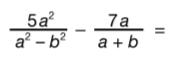 5a²/(a² – b²) – 7a/(a + b) =